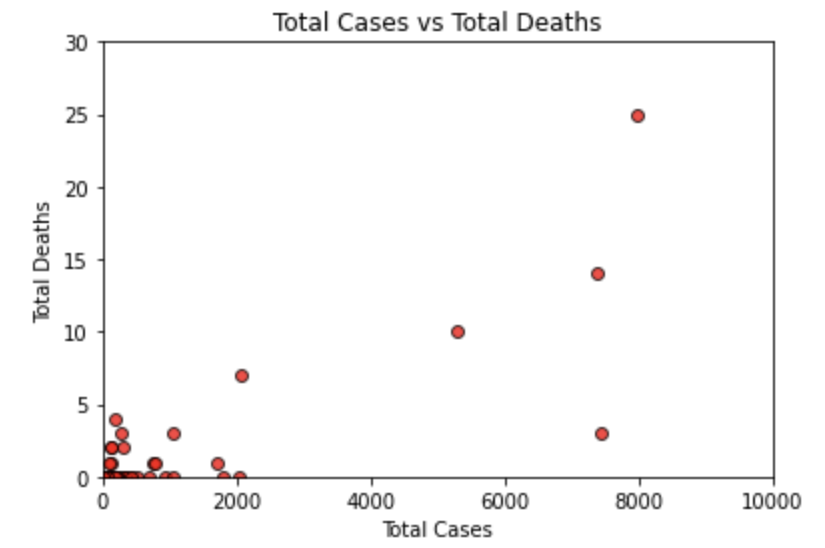 Total Cases vs Total Deaths
30
25
20
15
10
5
0
Total Deaths
0 2000 4000 6000 8000 10000
Total Cases